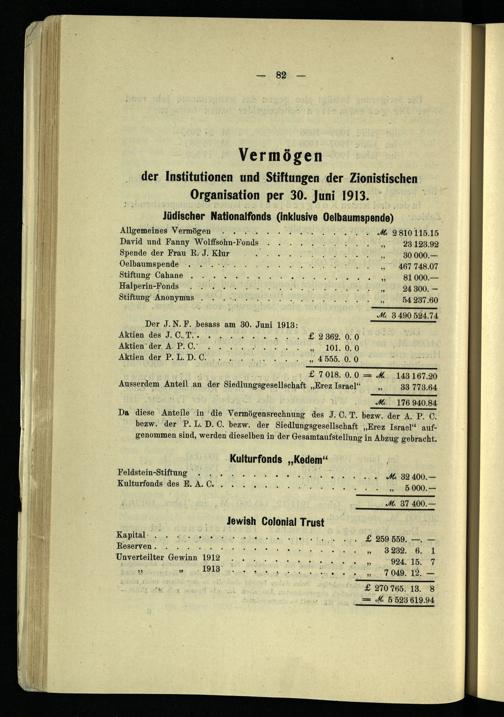 — 82 —
Vermögen
der Institutionen und Stiftungen der Zionistischen
Organisation per 30. Juni 1913.
Jüdischer Nationalfonds (inklusive Oelbaumspende)
Allgemeines Vermögen . . . . . . . . . . . . . . M. 2 810 115.15
David und Fanny Wolffsohn-Fonds . . . . . . . . . . „ 23 123.92
Spende der Frau R. J. Klur . . . . . . . . . . . „ 30 000.—
Oelbaumspende . . . . . . . . . . . . . . . . „ 467 748.07
Stiftung Cahane . . . . . . . . . . . . . . . . „ 81 000.—
Halperin-Fonds . . . . . . . . . . . . . . . . „ 24 300.—
Stiftung Anonymus . . . . . . . . . . . . . . . „ 54 237.60
M. 3 490 524.74
Der J. N. F. besass am 30. Juni 1913:
Aktien des J. C. T. . . . . . . . . . . £ 2 362. 0. 0
Aktien der A. P. C. . . . . . . . . . . „ 101. 0. 0
Aktien der P. L. D. C. . . . . . . . . . „ 4 555. 0. 0
£ 7 018. 0. 0 = M. 143 167.20
Ausserdem Anteil an der Siedlungsgesellschaft „Erez Israel“ „ 33 773.64
M. 176 940.84
Da diese Anteile in die Vermögensrechnung des J. C. T. bezw. der A. P. C.
bezw. der P. L. D. C. bezw. der Siedlungsgesellschaft „Erez Israel“ auf-
genommen sind, werden dieselben in der Gesamtaufstellung in Abzug gebracht.
Kulturfonds „Kedem“
Feldstein-Stiftung . . . . . . . . . . . . . . . M. 32 400.—
Kulturfonds des E. A. C. . . . . . . . . . . . . „ 5 000.—
M. 37 400.—
Jewish Colonial Trust
Kapital . . . . . . . . . . . . . . . . £ 259 559. —. —
Reserven . . . . . . . . . . . . . . . . „ 3 232. 6. 1
Unverteilter Gewinn 1912 . . . . . . . . . . . „ 924. 15. 7
„ „ 1913 . . . . . . . . . . . „ 7 049. 12. —
£ 270 765. 13. 8
= M. 5 523 619.94